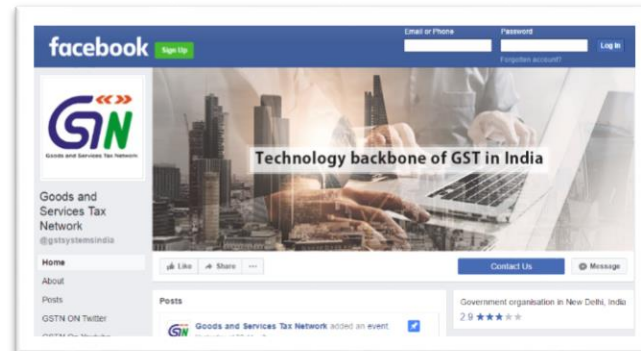 Email or Phone
Password
facebook
Sign Up
Log In
Forgotten account?
GSTN
Goods and Services Tax Network
Technology backbone of GST in India
Goods and
Services Tax
Network
@gstsystemsindia
Home
Like
Share
Contact Us
Message
About
Posts
Posts
GSTN ON Twitter
Goods and Services Tax Network added an event.
Government organisation in New Delhi, India
2.9 ★★★★★